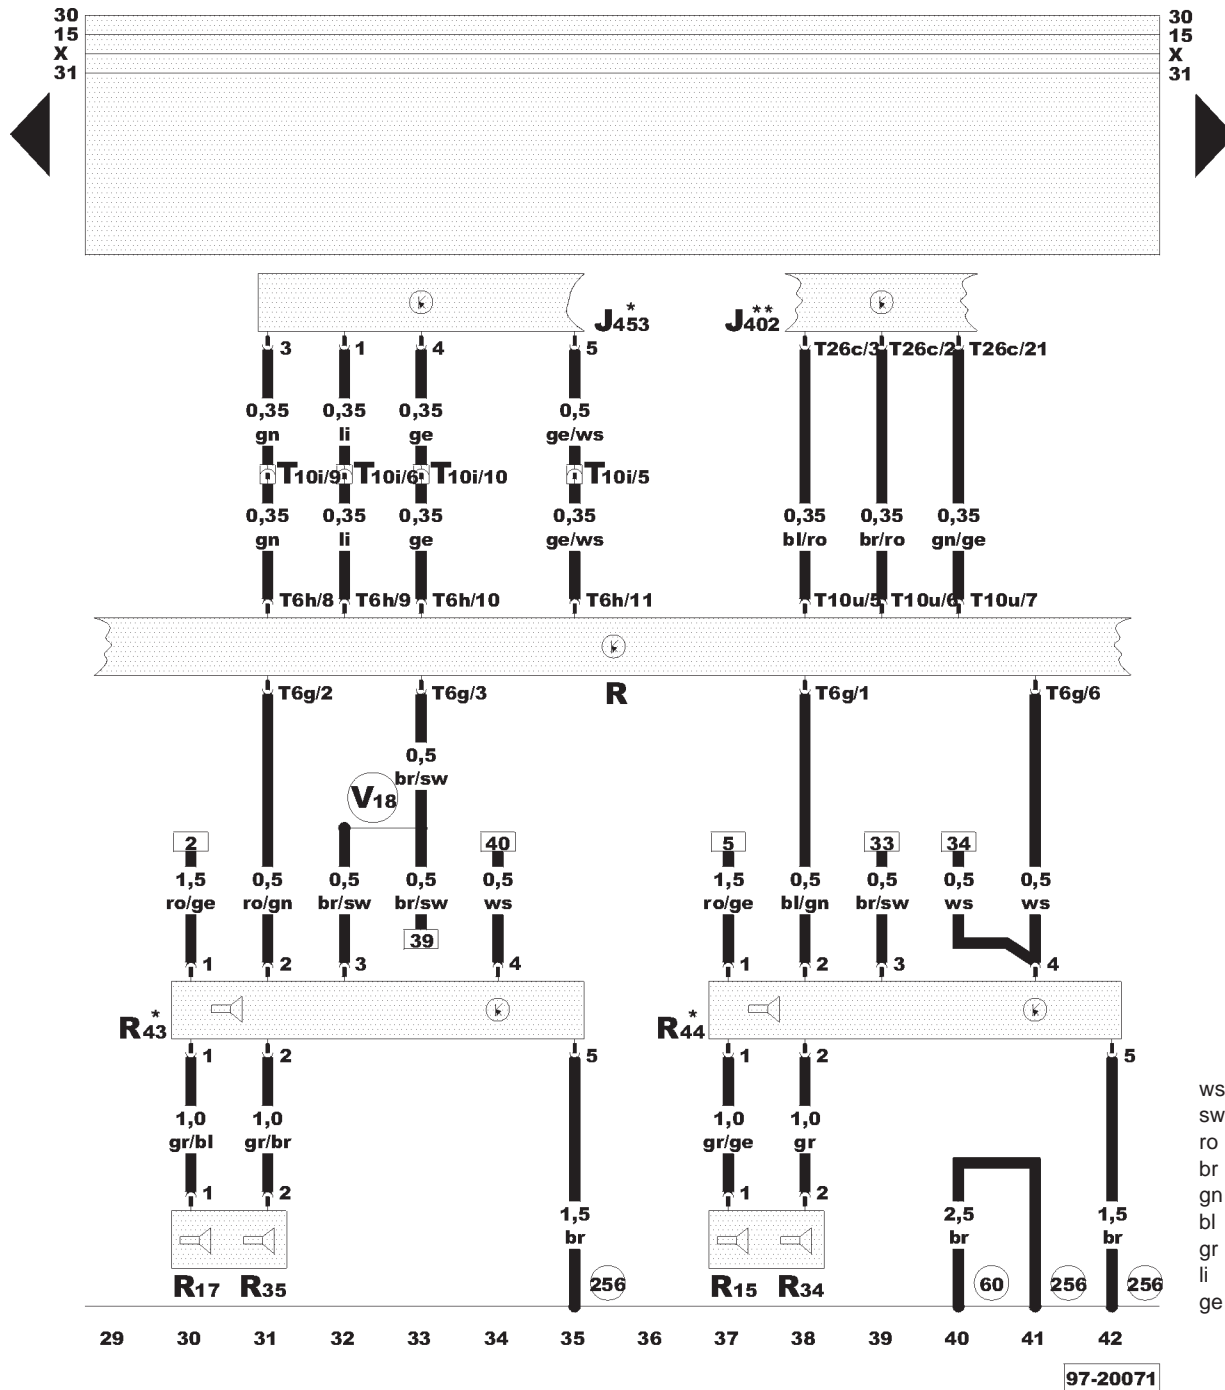 30 30
15 15
X X
31 31
J453* J402**
3 1 4 5 T26c/3 T26c/2 T26c/21
0,35 0,35 0,35 0,5
gn li ge ge/ws
T10i/9 T10i/6 T10i/10 T10i/5
0,35 0,35 0,35 0,35 0,35 0,35 0,35
gn li ge ge/ws bl/ro br/ro gn/ge
T6h/8 T6h/9 T6h/10 T6h/11 T10u/5 T10u/6 T10u/7
R
T6g/2 T6g/3 T6g/1 T6g/6
0,5
br/sw
V18
2 40 5 33 34
1,5 0,5 0,5 0,5 0,5 1,5 0,5 0,5 0,5 0,5
ro/ge ro/gn br/sw br/sw ws ro/ge bl/gn br/sw ws ws
39
1 2 3 4 1 2 3 4
R43* R44*
1 2 5 1 2 5
1,0 1,0 1,0 1,0
gr/bl gr/br gr/ge gr
1 2 1 2
1,5 2,5 1,5
br br br
R17 R35 256 R15 R34 60 256 256
29 30 31 32 33 34 35 36 37 38 39 40 41 42
97-20071
ws
sw
ro
br
gn
bl
gr
li
ge